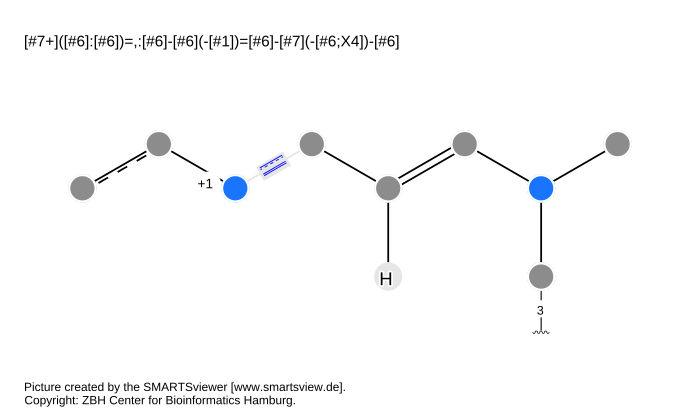 [#7+]([#6]:[#6])=,:[#6]-[#6](-[#1])=[#6]-[#7](-[#6;X4])-[#6]
+1
H
3
Picture created by the SMARTSviewer [www.smartsview.de].
Copyright: ZBH Center for Bioinformatics Hamburg.